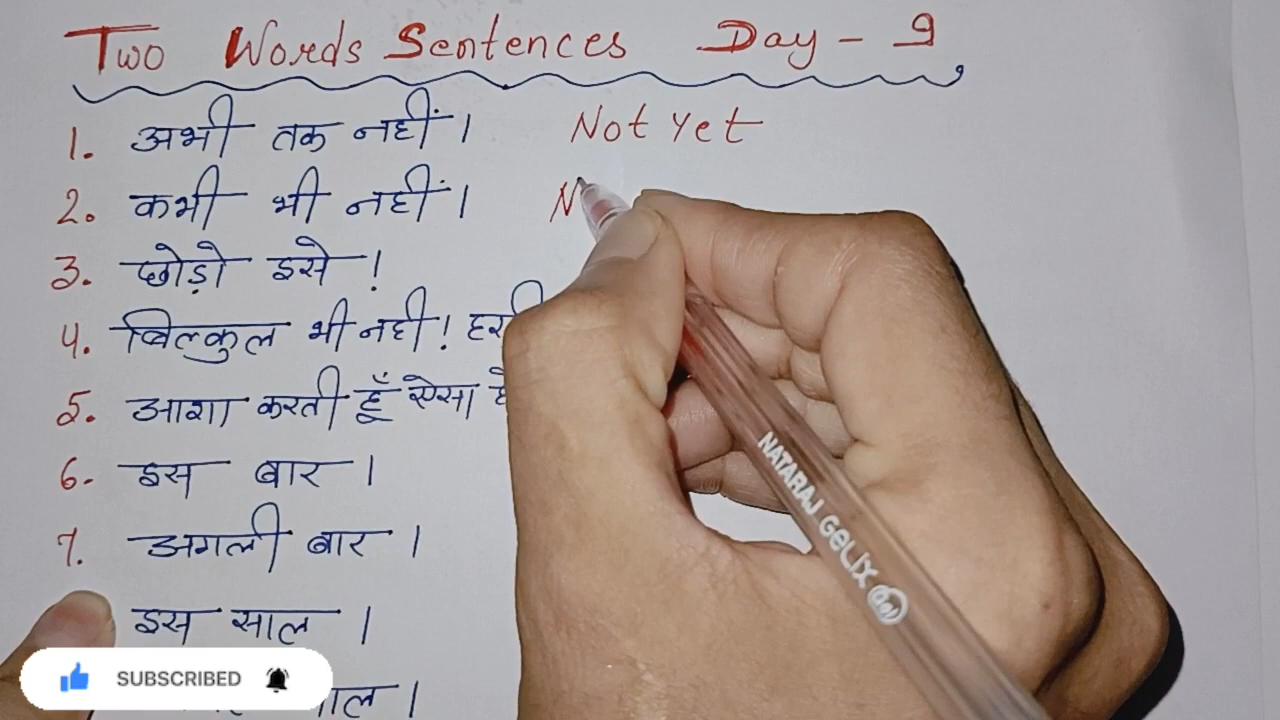 Two Words Sentences Day - 9
1. अभी तक नहीं। Not Yet
2. कभी भी नहीं। N
3. छोड़ो इसे !
4. बिल्कुल भी नही !
5. आशा करती हूँ ऐसा
6. इस बार ।
7. अगली बार ।
इस साल ।
SUBSCRIBED
NATARAJ GELIX